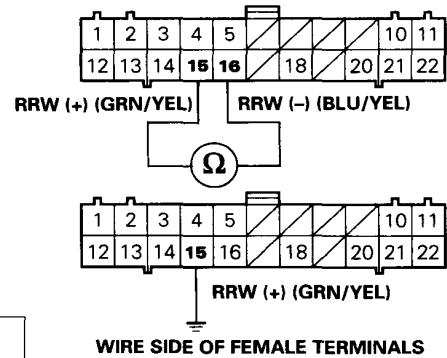 1 2 3 4 5 10 11
12 13 14 15 16 18 20 21 22
RRW (+) (GRN/YEL) RRW (–) (BLU/YEL)
Ω
1 2 3 4 5 10 11
12 13 14 15 16 18 20 21 22
RRW (+) (GRN/YEL)
WIRE SIDE OF FEMALE TERMINALS